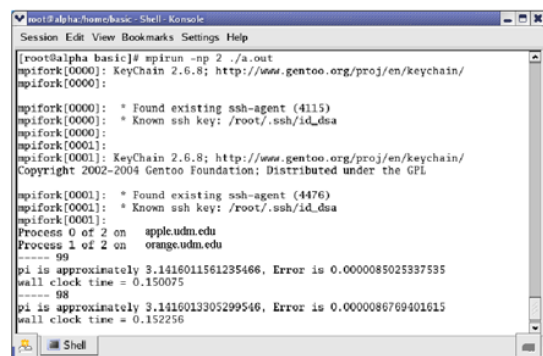 root@alpha:/home/basic - Shell - Konsole
Session Edit View Bookmarks Settings Help
[root@alpha basic]# mpirun -np 2 ./a.out
mpifork[0000]: KeyChain 2.6.8; http://www.gentoo.org/proj/en/keychain/
mpifork[0000]:
mpifork[0000]: * Found existing ssh-agent (4115)
mpifork[0000]: * Known ssh key: /root/.ssh/id_dsa
mpifork[0000]:
mpifork[0001]:
mpifork[0001]: KeyChain 2.6.8; http://www.gentoo.org/proj/en/keychain/
Copyright 2002-2004 Gentoo Foundation; Distributed under the GPL
mpifork[0001]: * Found existing ssh-agent (4476)
mpifork[0001]: * Known ssh key: /root/.ssh/id_dsa
mpifork[0001]:
Process 0 of 2 on apple.udm.edu
Process 1 of 2 on orange.udm.edu
----- 99
pi is approximately 3.1416011561235466, Error is 0.0000085025337535
wall clock time = 0.150075
----- 98
pi is approximately 3.1416013305299546, Error is 0.0000086769401615
wall clock time = 0.152256
Shell